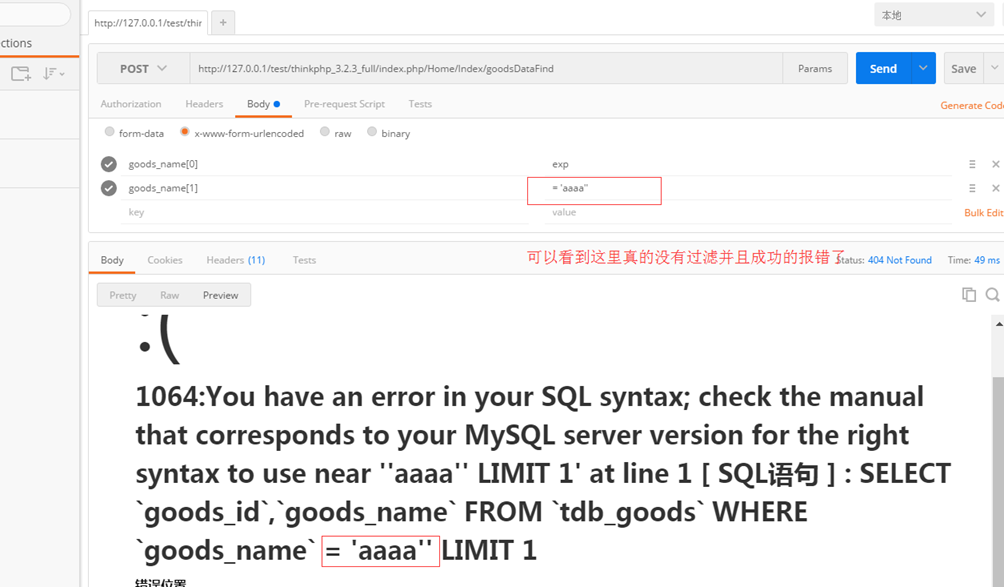 http://127.0.0.1/test/thir
+
本地
ctions
POST
http://127.0.0.1/test/thinkphp_3.2.3_full/index.php/Home/Index/goodsDataFind
Params
Send
Save
Authorization
Headers
Body
Pre-request Script
Tests
Generate Code
form-data
x-www-form-urlencoded
raw
binary
goods_name[0]
exp
goods_name[1]
= 'aaaa''
key
value
Bulk Edit
Body
Cookies
Headers (11)
Tests
可以看到这里真的没有过滤并且成功的报错了
Status: 404 Not Found
Time: 49 ms
Pretty
Raw
Preview
:(
1064:You have an error in your SQL syntax; check the manual
that corresponds to your MySQL server version for the right
syntax to use near ''aaaa'' LIMIT 1' at line 1 [ SQL语句 ] : SELECT
`goods_id`,`goods_name` FROM `tdb_goods` WHERE
`goods_name` = 'aaaa'' LIMIT 1
错误位置